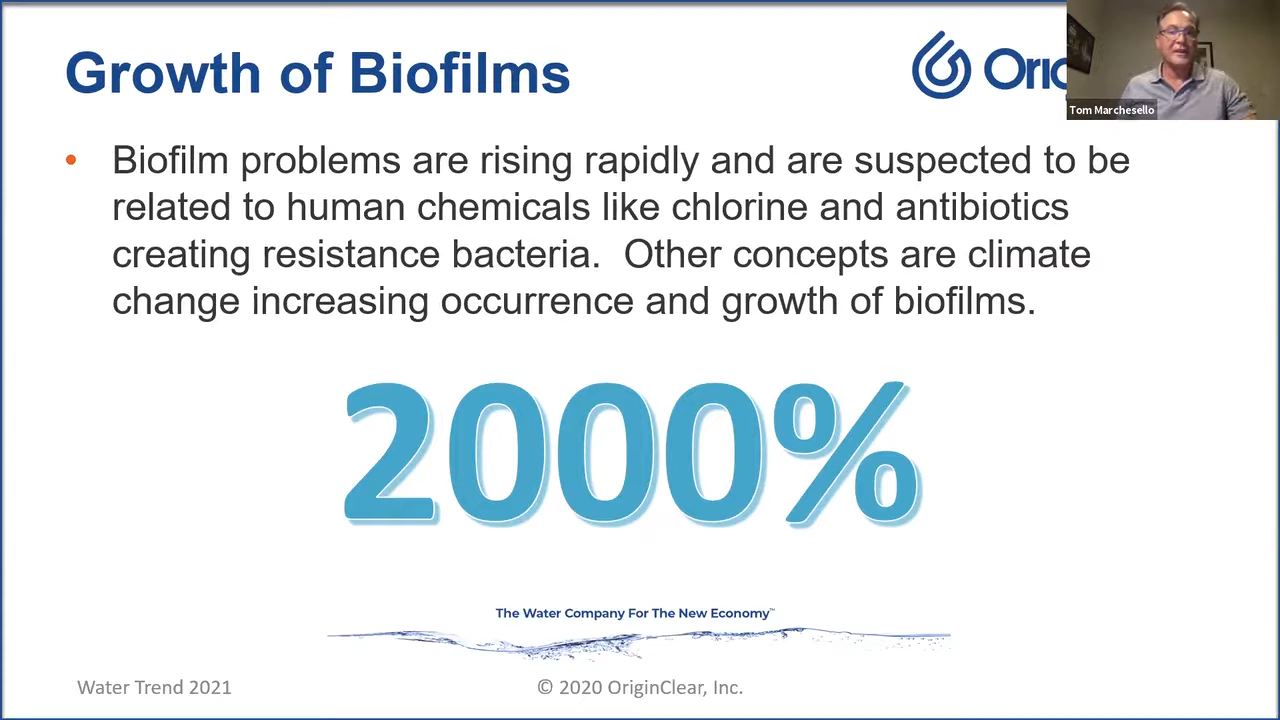 Growth of Biofilms
Tom Marchesello
• Biofilm problems are rising rapidly and are suspected to be
related to human chemicals like chlorine and antibiotics
creating resistance bacteria.  Other concepts are climate
change increasing occurrence and growth of biofilms.
2000%
The Water Company For The New Economy™
Water Trend 2021
© 2020 OriginClear, Inc.